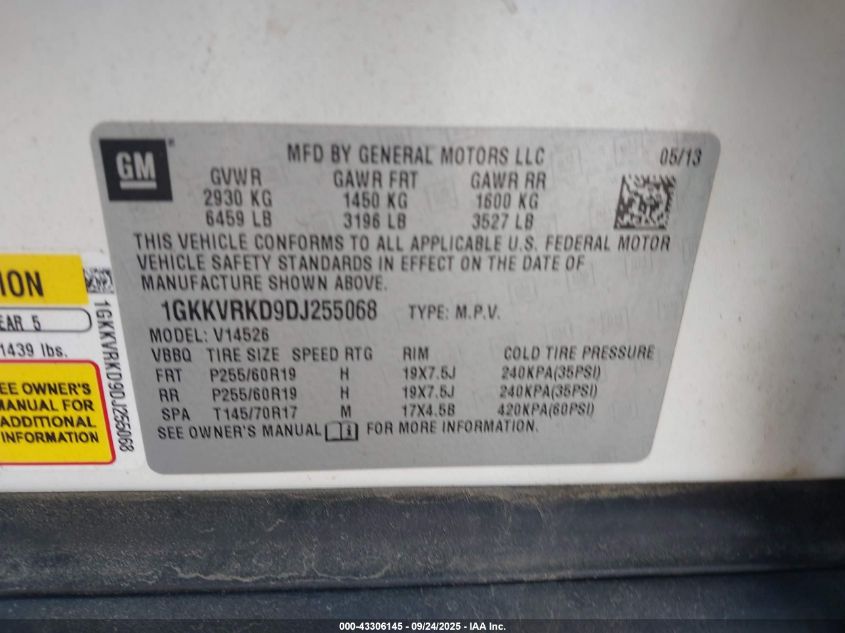 GM
MFD BY GENERAL MOTORS LLC 05/13
GVWR GAWR FRT GAWR RR
2930 KG 1450 KG 1600 KG
6459 LB 3196 LB 3527 LB
THIS VEHICLE CONFORMS TO ALL APPLICABLE U.S. FEDERAL MOTOR
VEHICLE SAFETY STANDARDS IN EFFECT ON THE DATE OF
MANUFACTURE SHOWN ABOVE.
1GKKVRKD9DJ255068 TYPE: M.P.V.
MODEL: V14526
VBBQ TIRE SIZE SPEED RTG RIM COLD TIRE PRESSURE
FRT P255/60R19 H 19X7.5J 240KPA(35PSI)
RR P255/60R19 H 19X7.5J 240KPA(35PSI)
SPA T145/70R17 M 17X4.5B 420KPA(60PSI)
SEE OWNER'S MANUAL FOR MORE INFORMATION.
ION
EAR 5
1439 lbs.
EE OWNER'S
MANUAL FOR
ADDITIONAL
INFORMATION
1GKKVRKD9DJ255068
000-43306145 - 09/24/2025 - IAA Inc.